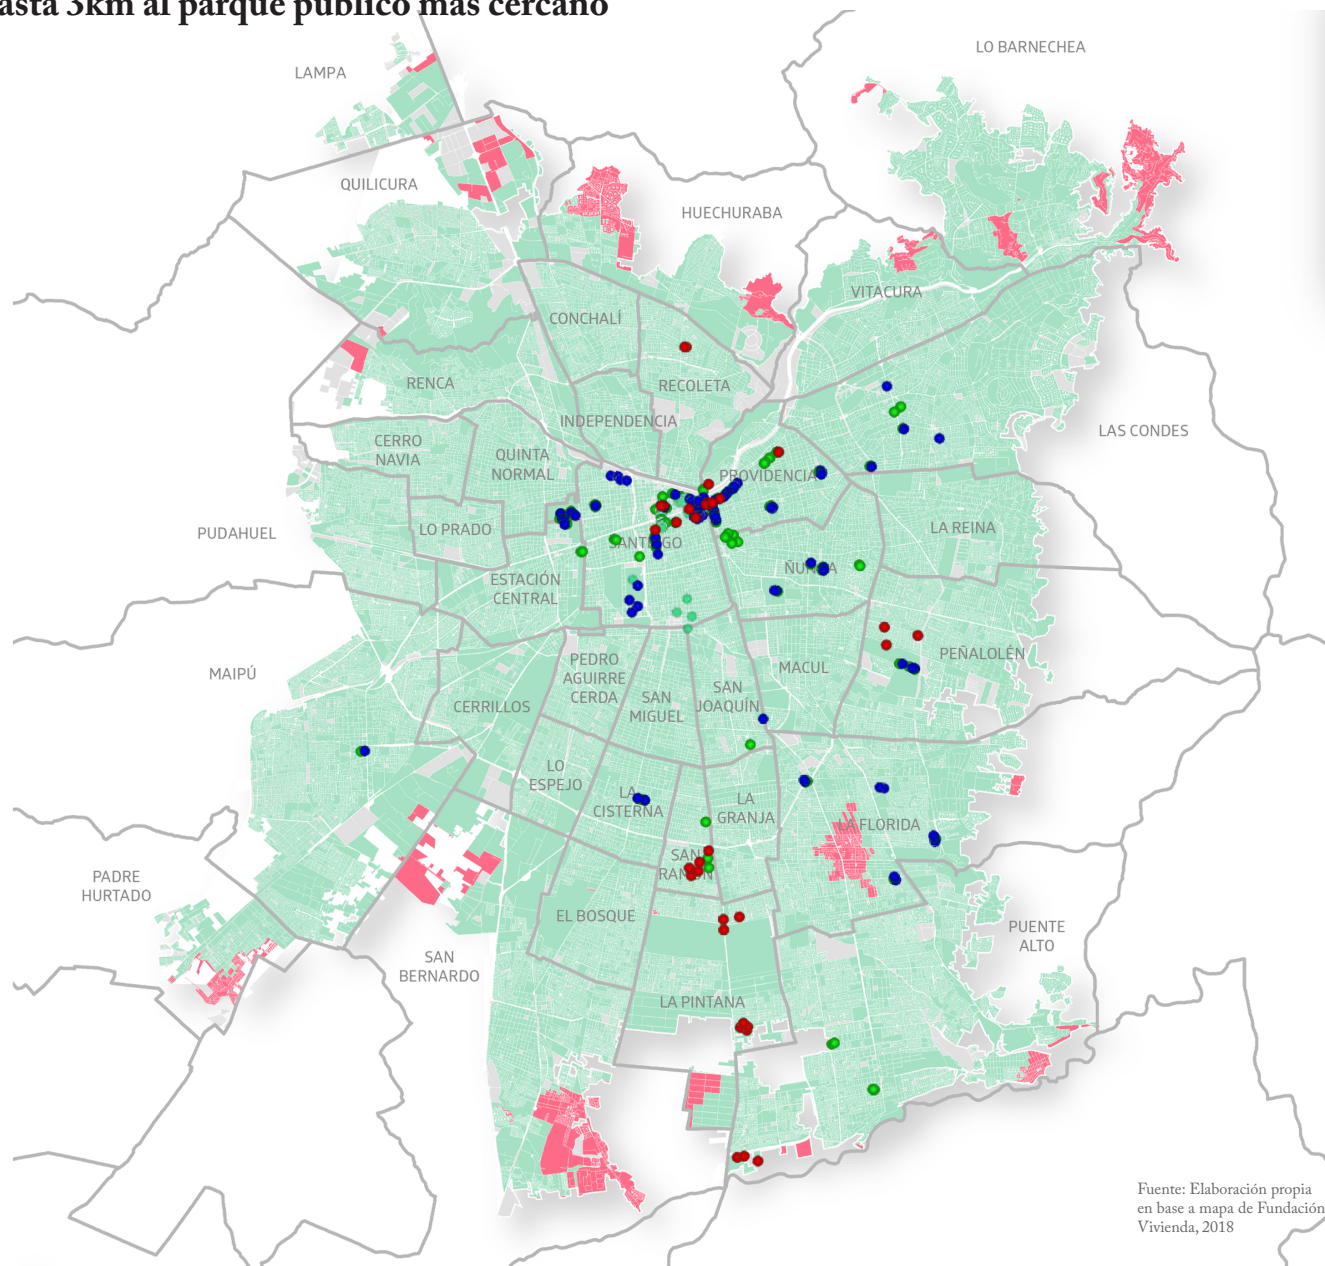 asta 3km al parque público más cercano
LO BARNECHEA
LAMPA
QUILICURA
HUECHURABA
VITACURA
CONCHALÍ
RENCA
RECOLETA
INDEPENDENCIA
LAS CONDES
CERRO
NAVIA
QUINTA
NORMAL
PROVIDENCIA
PUDAHUEL
LO PRADO
LA REINA
SANTIAGO
ÑUÑOA
ESTACIÓN
CENTRAL
MAIPÚ
PEDRO
AGUIRRE
CERDA
MACUL
PEÑALOLÉN
CERRILLOS
SAN
MIGUEL
SAN
JOAQUÍN
LO
ESPEJO
LA
CISTERNA
LA
GRANJA
LA FLORIDA
SAN
RAMÓN
PADRE
HURTADO
EL BOSQUE
PUENTE
ALTO
SAN
BERNARDO
LA PINTANA
Fuente: Elaboración propia
en base a mapa de Fundación
Vivienda, 2018